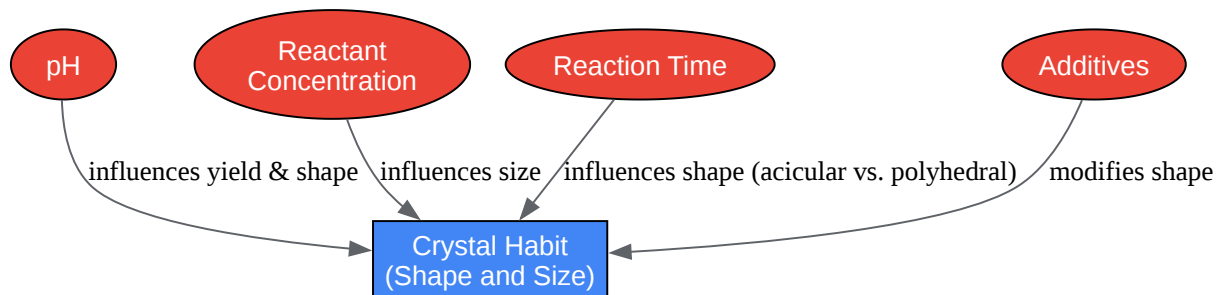 pH
Reactant
Concentration
Reaction Time
Additives
influences yield & shape
influences size
influences shape (acicular vs. polyhedral)
modifies shape
Crystal Habit
(Shape and Size)